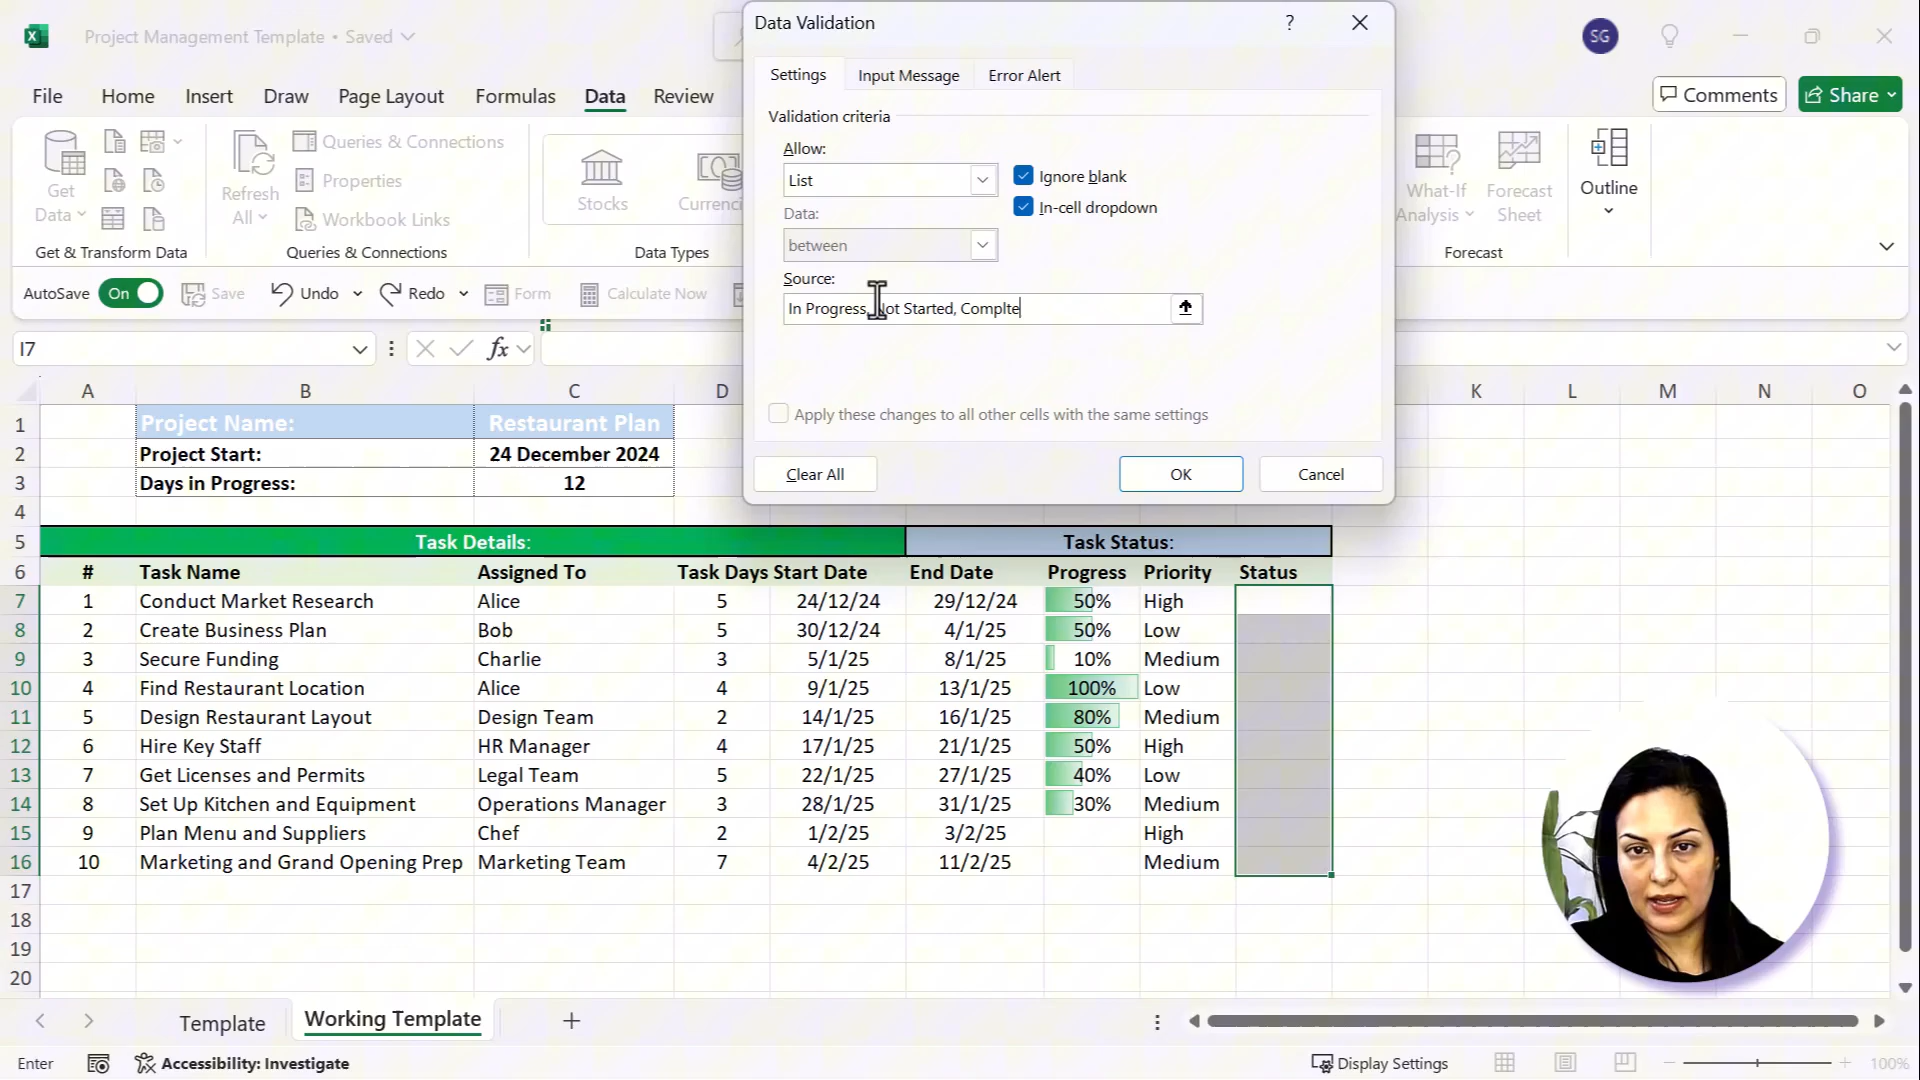 Project Management Template • Saved
SG
Data Validation
?
Settings
Input Message
Error Alert
Validation criteria
Allow:
List
Ignore blank
In-cell dropdown
Data:
between
Source:
In Progress, Not Started, Complte
Apply these changes to all other cells with the same settings
Clear All
OK
Cancel
File
Home
Insert
Draw
Page Layout
Formulas
Data
Review
Comments
Share
Get
Data
Refresh
All
Queries & Connections
Properties
Workbook Links
Stocks
What-If
Analysis
Forecast
Sheet
Outline
Get & Transform Data
Queries & Connections
Data Types
Forecast
AutoSave On
Save
Undo
Redo
Form
Calculate Now
I7
fx
A B C D K L M N O
1 Project Name: Restaurant Plan
2 Project Start: 24 December 2024
3 Days in Progress: 12
4
5 Task Details: Task Status:
6 # Task Name Assigned To Task Days Start Date End Date Progress Priority Status
7 1 Conduct Market Research Alice 5 24/12/24 29/12/24 50% High
8 2 Create Business Plan Bob 5 30/12/24 4/1/25 50% Low
9 3 Secure Funding Charlie 3 5/1/25 8/1/25 10% Medium
10 4 Find Restaurant Location Alice 4 9/1/25 13/1/25 100% Low
11 5 Design Restaurant Layout Design Team 2 14/1/25 16/1/25 80% Medium
12 6 Hire Key Staff HR Manager 4 17/1/25 21/1/25 50% High
13 7 Get Licenses and Permits Legal Team 5 22/1/25 27/1/25 40% Low
14 8 Set Up Kitchen and Equipment Operations Manager 3 28/1/25 31/1/25 30% Medium
15 9 Plan Menu and Suppliers Chef 2 1/2/25 3/2/25 High
16 10 Marketing and Grand Opening Prep Marketing Team 7 4/2/25 11/2/25 Medium
17
18
19
20
Template
Working Template
Enter
Accessibility: Investigate
Display Settings
100%